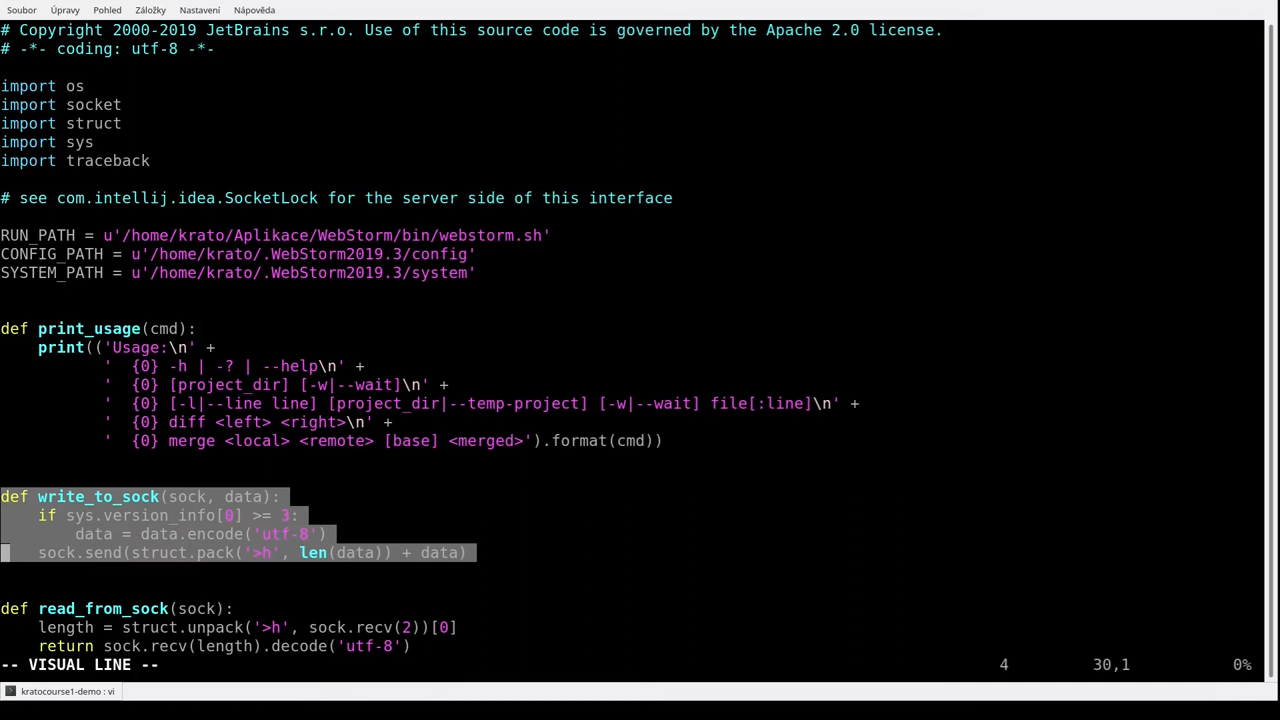 Soubor Úpravy Pohled Záložky Nastavení Nápověda
# Copyright 2000-2019 JetBrains s.r.o. Use of this source code is governed by the Apache 2.0 license.
# -*- coding: utf-8 -*-

import os
import socket
import struct
import sys
import traceback

# see com.intellij.idea.SocketLock for the server side of this interface

RUN_PATH = u'/home/krato/Aplikace/WebStorm/bin/webstorm.sh'
CONFIG_PATH = u'/home/krato/.WebStorm2019.3/config'
SYSTEM_PATH = u'/home/krato/.WebStorm2019.3/system'


def print_usage(cmd):
    print(('Usage:\n' +
           '  {0} -h | -? | --help\n' +
           '  {0} [project_dir] [-w|--wait]\n' +
           '  {0} [-l|--line line] [project_dir|--temp-project] [-w|--wait] file[:line]\n' +
           '  {0} diff <left> <right>\n' +
           '  {0} merge <local> <remote> [base] <merged>').format(cmd))


def write_to_sock(sock, data):
    if sys.version_info[0] >= 3:
        data = data.encode('utf-8')
    sock.send(struct.pack('>h', len(data)) + data)


def read_from_sock(sock):
    length = struct.unpack('>h', sock.recv(2))[0]
    return sock.recv(length).decode('utf-8')
-- VISUAL LINE -- 4 30,1 0%
kratocourse1-demo : vi